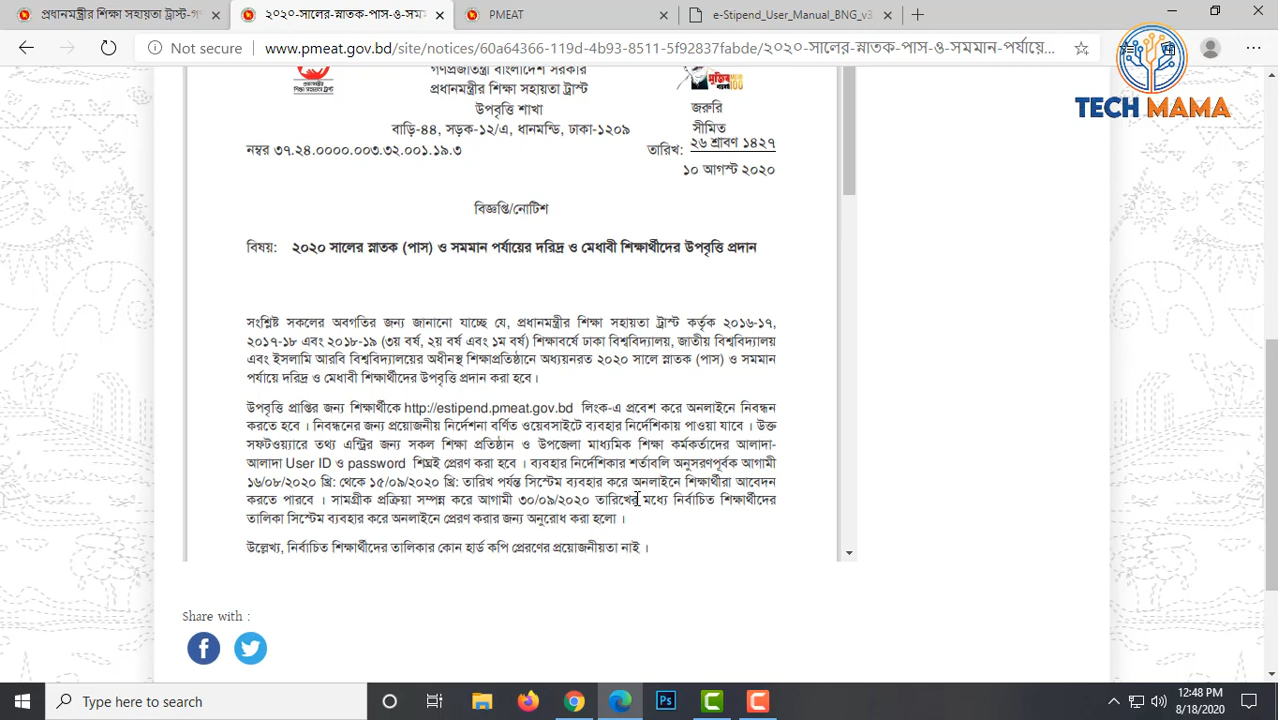 প্রধানমন্ত্রীর শিক্ষা সহায়তা ট্রাস্ট-গ
২০২০-সালের-স্নাতক-পাস-ও-সমম
PMEAT
e-Stipend_User_Manual_BNG_v3
Not secure
www.pmeat.gov.bd/site/notices/60a64366-119d-4b93-8511-5f92837fabde/২০২০-সালের-স্নাতক-পাস-ও-সমমান-পর্যায়ে...
TECH MAMA
গণপ্রজাতন্ত্রী বাংলাদেশ সরকার
প্রধানমন্ত্রীর শিক্ষা সহায়তা ট্রাস্ট
উপবৃত্তি শাখা
বাড়ি-৪৪, সড়ক-১২/এ, ধানমন্ডি, ঢাকা-১২০৯
জরুরি
সীমিত
নম্বর ৩৭.২৪.০০০০.০০৩.৩২.০০১.১৯.৩
তারিখ: ২৬ শ্রাবণ ১৪২৭
১০ আগস্ট ২০২০
বিজ্ঞপ্তি/নোটিশ
বিষয়: ২০২০ সালের স্নাতক (পাস) ও সমমান পর্যায়ের দরিদ্র ও মেধাবী শিক্ষার্থীদের উপবৃত্তি প্রদান
সংশ্লিষ্ট সকলের অবগতির জন্য জানানো যাচ্ছে যে, প্রধানমন্ত্রীর শিক্ষা সহায়তা ট্রাস্ট কর্তৃক ২০১৬-১৭,
২০১৭-১৮ এবং ২০১৮-১৯ (৩য় বর্ষ, ২য় বর্ষ এবং ১ম বর্ষ) শিক্ষাবর্ষে ঢাকা বিশ্ববিদ্যালয়, জাতীয় বিশ্ববিদ্যালয়
এবং ইসলামি আরবি বিশ্ববিদ্যালয়ের অধীনস্থ শিক্ষাপ্রতিষ্ঠানে অধ্যয়নরত ২০২০ সালে স্নাতক (পাস) ও সমমান
পর্যায়ে দরিদ্র ও মেধাবী শিক্ষার্থীদের উপবৃত্তি প্রদান করা হবে।
উপবৃত্তি প্রাপ্তির জন্য শিক্ষার্থীকে http://estipend.pmeat.gov.bd লিংক-এ প্রবেশ করে অনলাইনে নিবন্ধন
করতে হবে । নিবন্ধনের জন্য প্রয়োজনীয় নির্দেশনা বর্ণিত ওয়েবসাইটে ব্যবহার নির্দেশিকায় পাওয়া যাবে । উক্ত
সফটওয়্যারে তথ্য এন্ট্রির জন্য সকল শিক্ষা প্রতিষ্ঠান ও উপজেলা মাধ্যমিক শিক্ষা কর্মকর্তাদের আলাদা-
আলাদা User ID ও password শিঘ্রই প্রেরণ করা হবে । ব্যবহার নির্দেশিকার শর্তাবলি অনুসরণপূর্বক আগামী
১৬/০৮/২০২০ খ্রি: থেকে ১৫/০৯/২০২০ খ্রি: তারিখ পর্যন্ত সিস্টেম ব্যবহার করে অনলাইনে শিক্ষার্থীরা আবেদন
করতে পারবে । সামগ্রীক প্রক্রিয়া সম্পন্ন করে আগামী ৩০/০৯/২০২০ তারিখের মধ্যে নির্বাচিত শিক্ষার্থীদের
তালিকা সিস্টেম ব্যবহার করে অনলাইনে প্রেরণ করার জন্য অনুরোধ করা হলো ।
উল্লেখ্য, নির্বাচিত শিক্ষার্থীদের তালিকার কোন হার্ড কপি প্রেরণের প্রয়োজনীয়তা নাই ।
Share with :
Type here to search
12:48 PM
8/18/2020